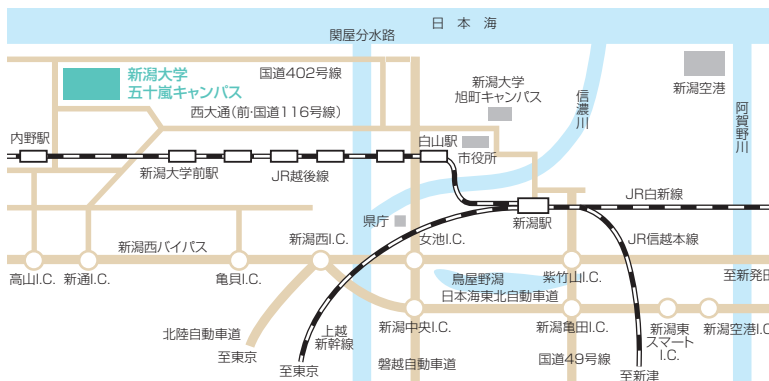 日本海
関屋分水路
新潟大学
五十嵐キャンパス
国道402号線
西大通(前・国道116号線)
新潟大学
旭町キャンパス
信濃川
新潟空港
阿賀野川
内野駅
新潟大学前駅
JR越後線
白山駅
市役所
JR白新線
県庁
新潟駅
JR信越本線
新潟西バイパス
新潟西I.C.
女池I.C.
紫竹山I.C.
高山I.C.
新通I.C.
亀貝I.C.
鳥屋野潟
至新発田
日本海東北自動車道
北陸自動車道
上越
新幹線
新潟中央I.C.
新潟亀田I.C.
新潟東
スマート
I.C.
新潟空港I.C
至東京
至東京
磐越自動車道
国道49号線
至新津